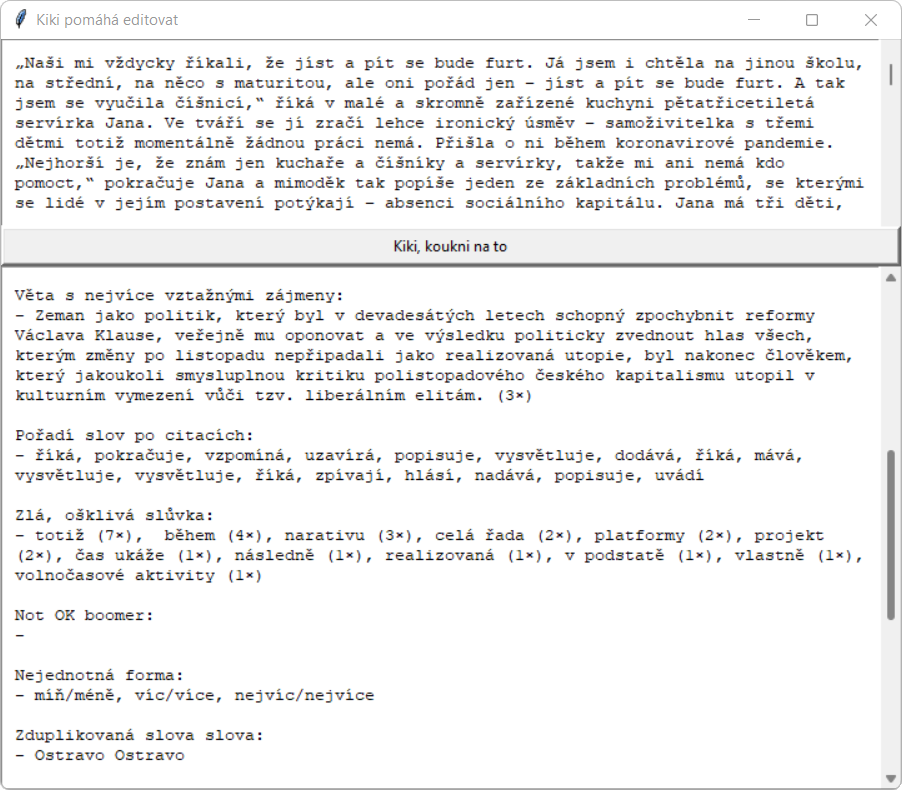 Kiki pomáhá editovat
„Naši mi vždycky říkali, že jíst a pít se bude furt. Já jsem i chtěla na jinou školu,
na střední, na něco s maturitou, ale oni pořád jen – jíst a pít se bude furt. A tak
jsem se vyučila číšnicí,“ říká v malé a skromně zařízené kuchyni pětatřicetiletá
servírka Jana. Ve tváří se jí zračí lehce ironický úsměv – samoživitelka s třemi
dětmi totiž momentálně žádnou práci nemá. Přišla o ni během koronavirové pandemie.
„Nejhorší je, že znám jen kuchaře a číšníky a servírky, takže mi ani nemá kdo
pomoct,“ pokračuje Jana a mimoděk tak popíše jeden ze základních problémů, se kterými
se lidé v jejím postavení potýkají – absenci sociálního kapitálu. Jana má tři děti,
Kiki, koukni na to
Věta s nejvíce vztažnými zájmeny:
– Zeman jako politik, který byl v devadesátých letech schopný zpochybnit reformy
Václava Klause, veřejně mu oponovat a ve výsledku politicky zvednout hlas všech,
kterým změny po listopadu nepřipadali jako realizovaná utopie, byl nakonec člověkem,
který jakoukoli smysluplnou kritiku polistopadového českého kapitalismu utopil v
kulturním vymezení vůči tzv. liberálním elitám. (3×)
Pořadí slov po citacích:
– říká, pokračuje, vzpomíná, uzavírá, popisuje, vysvětluje, dodává, říká, mává,
vysvětluje, vysvětluje, říká, zpívají, hlásí, nadává, popisuje, uvádí
Zlá, ošklivá slůvka:
– totiž (7×),  během (4×), narativu (3×), celá řada (2×), platformy (2×), projekt
(2×), čas ukáže (1×), následně (1×), realizovaná (1×), v podstatě (1×), vlastně (1×),
volnočasové aktivity (1×)
Not OK boomer:
–
Nejednotná forma:
– míň/méně, víc/více, nejvíc/nejvíce
Zduplikovaná slova slova:
– Ostravo Ostravo